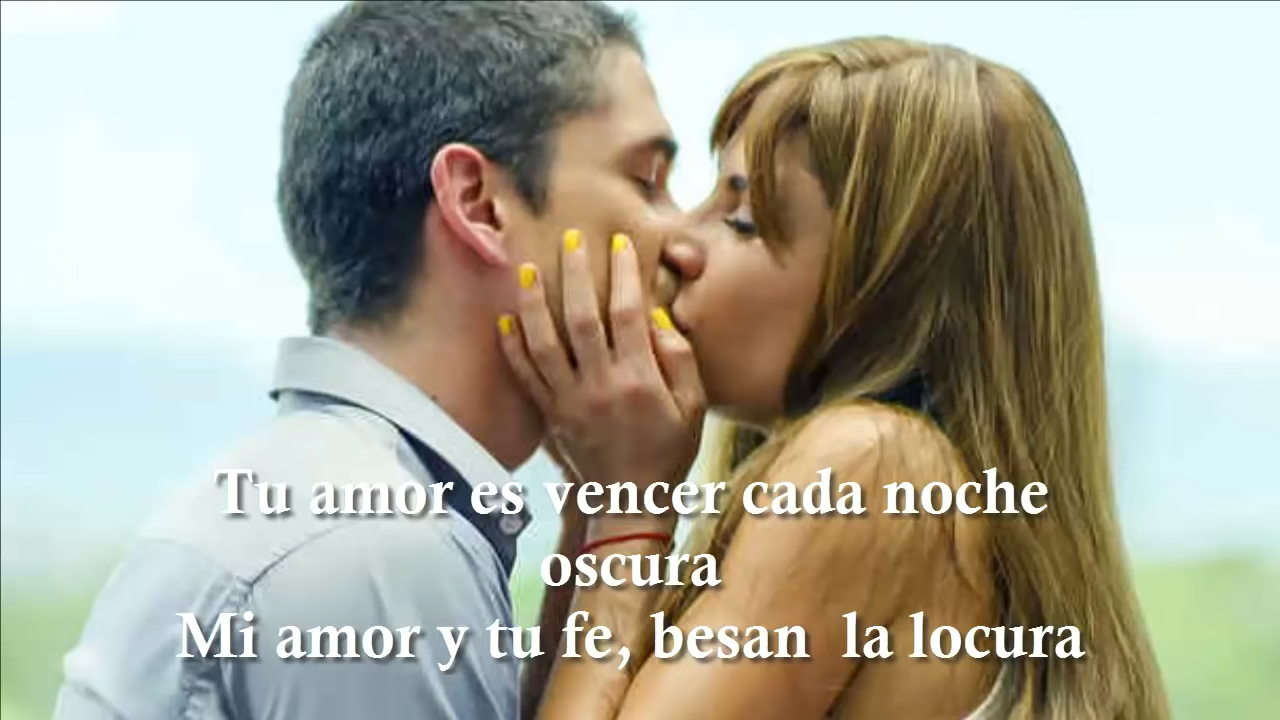 Tu amor es vencer cada noche
oscura
Mi amor y tu fe, besan  la locura